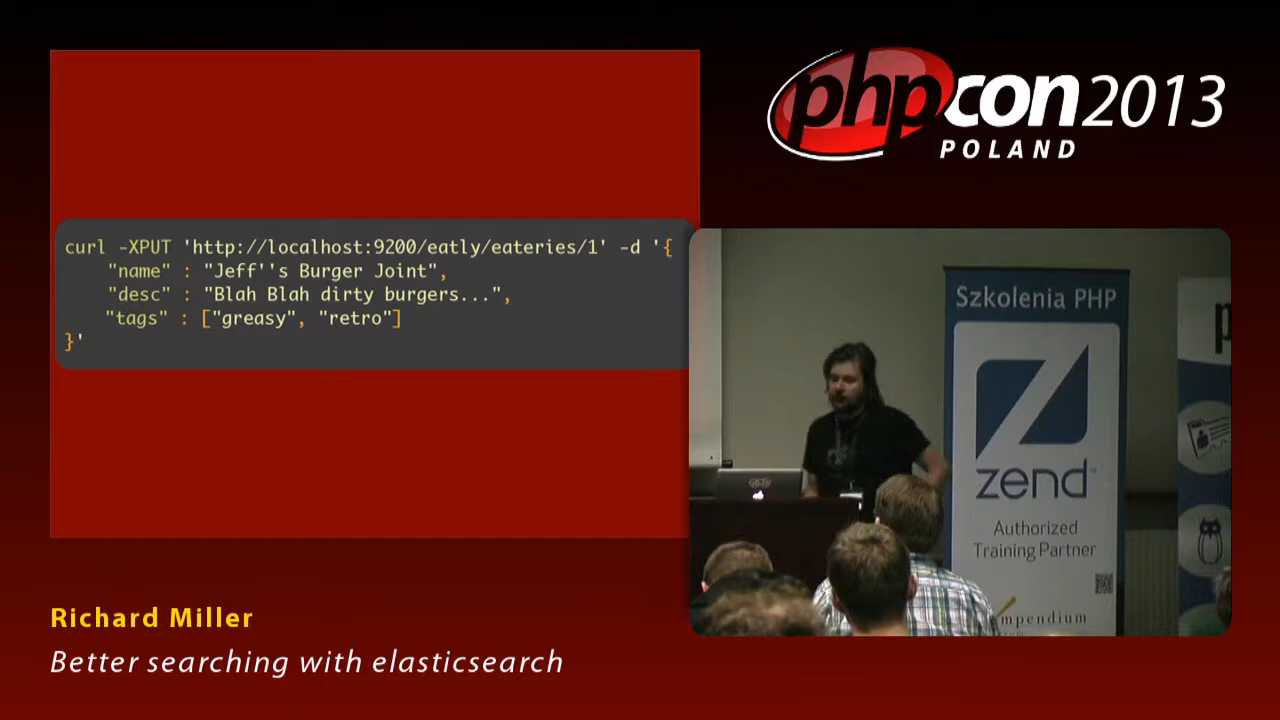 phpcon2013
POLAND
curl -XPUT 'http://localhost:9200/eatly/eateries/1' -d '{
"name" : "Jeff''s Burger Joint",
"desc" : "Blah Blah dirty burgers...",
"tags" : ["greasy", "retro"]
}'
Szkolenia PHP
zend
Authorized
Training Partner
Richard Miller
Better searching with elasticsearch